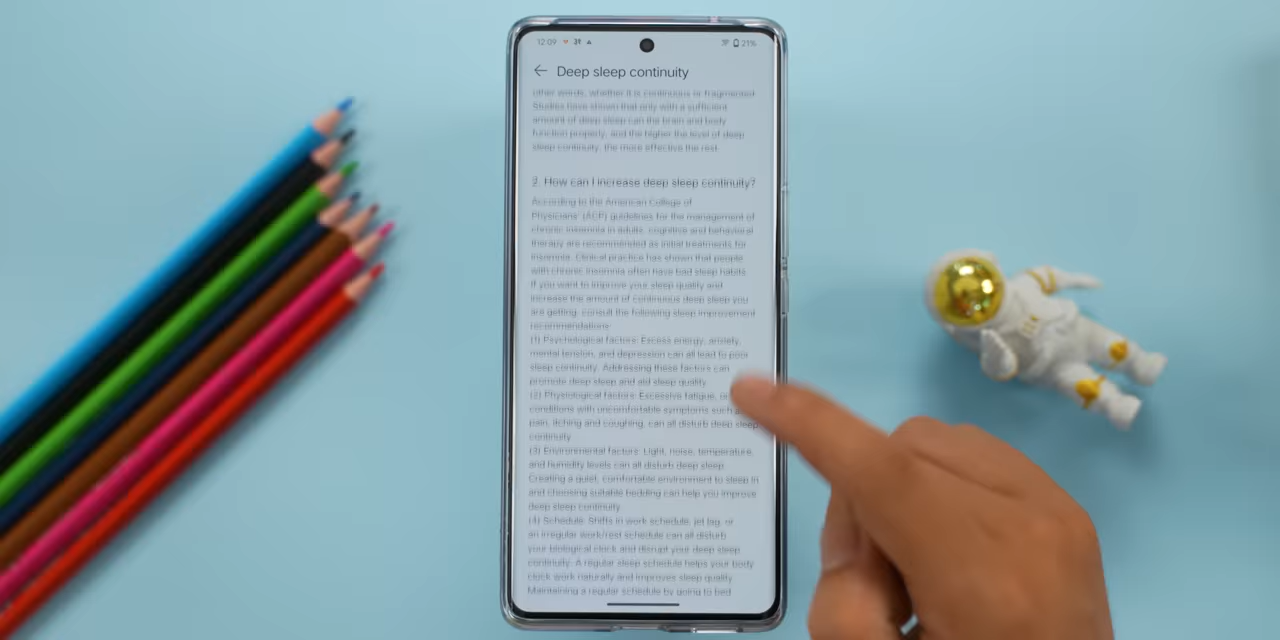 12:09 31 21%
Deep sleep continuity
other words, whether it is continuous or fragmented.
Studies have shown that only with a sufficient
amount of deep sleep can the brain and body
function properly, and the higher the level of deep
sleep continuity, the more effective the rest.
2. How can I increase deep sleep continuity?
According to the American College of
Physicians' (ACP) guidelines for the management of
chronic insomnia in adults, cognitive and behavioral
therapy are recommended as initial treatments for
insomnia. Clinical practice has shown that people
with chronic insomnia often have bad sleep habits.
If you want to improve your sleep quality and
increase the amount of continuous deep sleep you
are getting, consult the following sleep improvement
recommendations:
(1) Psychological factors: Excess energy, anxiety,
mental tension, and depression can all lead to poor
sleep continuity. Addressing these factors can
promote deep sleep and aid sleep quality.
(2) Physiological factors: Excessive fatigue, or
conditions with uncomfortable symptoms such as
pain, itching and coughing, can all disturb deep sleep
continuity.
(3) Environmental factors: Light, noise, temperature,
and humidity levels can all disturb deep sleep.
Creating a quiet, comfortable environment to sleep in
and choosing suitable bedding can help you improve
deep sleep continuity.
(4) Schedule: Shifts in work schedule, jet lag, or
an irregular work/rest schedule can all disturb
your biological clock and disrupt your deep sleep
continuity. A regular sleep schedule helps your body
clock work naturally and improves sleep quality.
Maintaining a regular schedule by going to bed